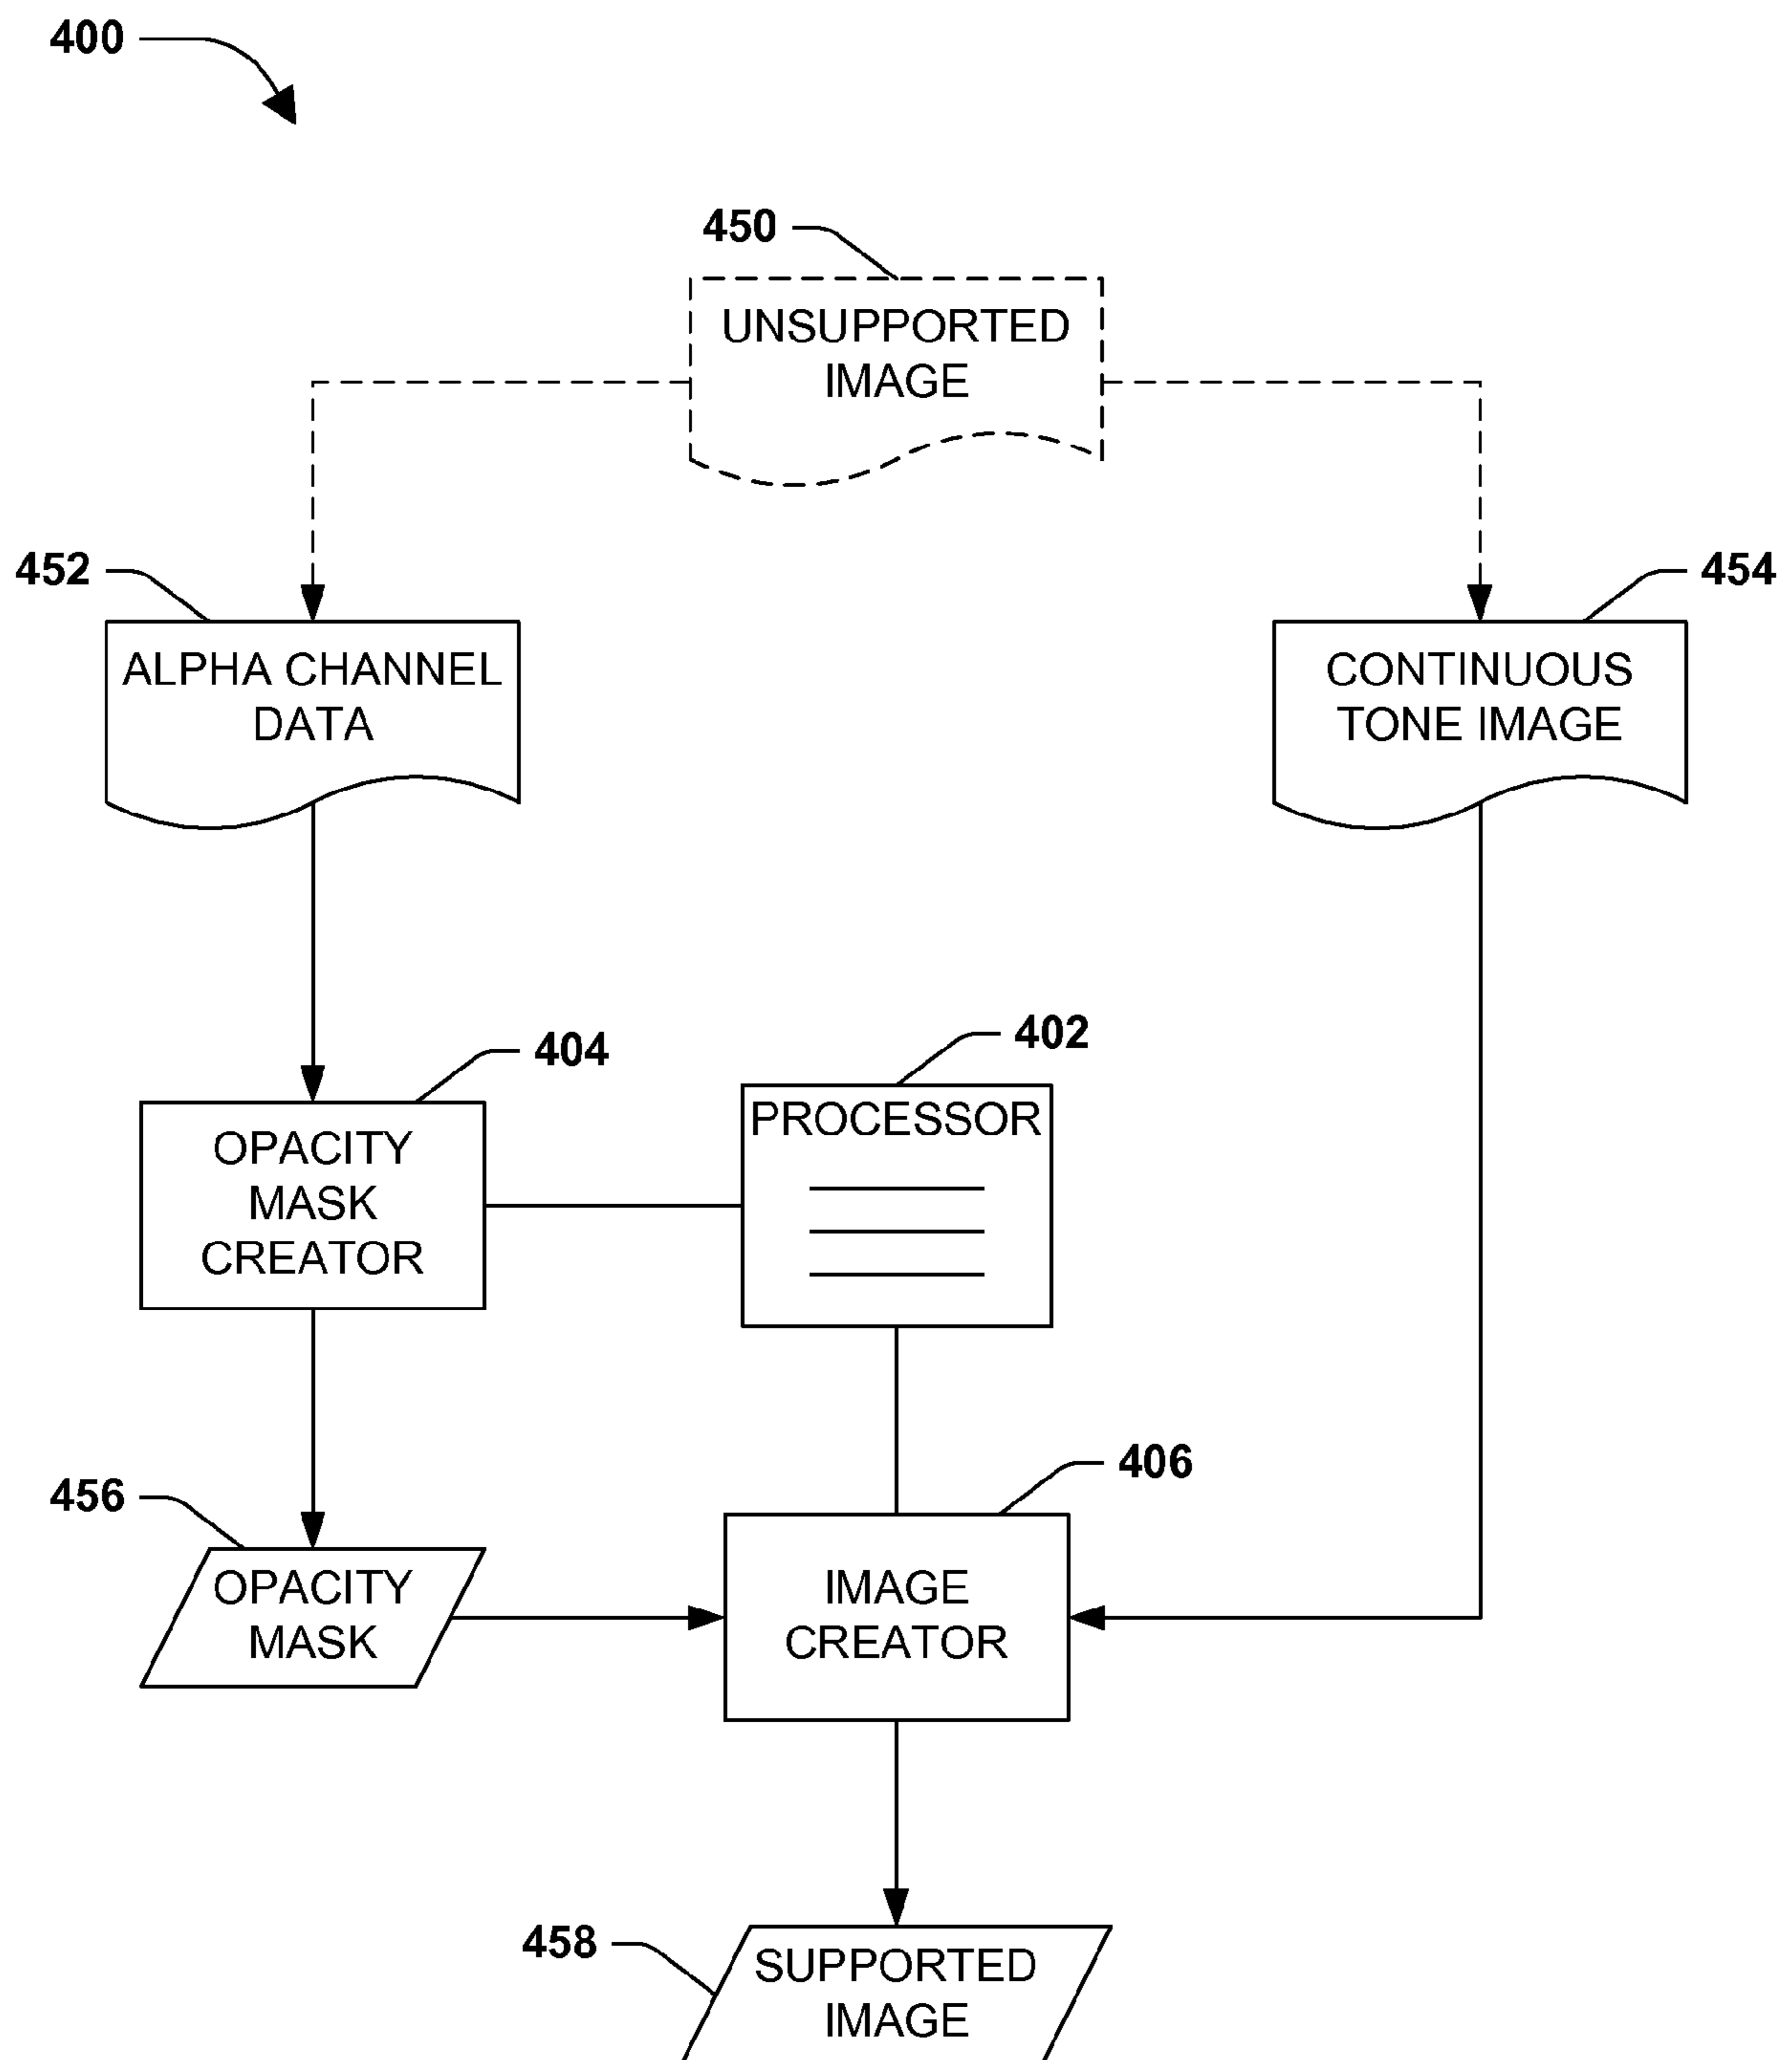 400
450
UNSUPPORTED
IMAGE
452
454
ALPHA CHANNEL
DATA
CONTINUOUS
TONE IMAGE
404
402
OPACITY
MASK
CREATOR
PROCESSOR
456
406
OPACITY
MASK
IMAGE
CREATOR
458
SUPPORTED
IMAGE